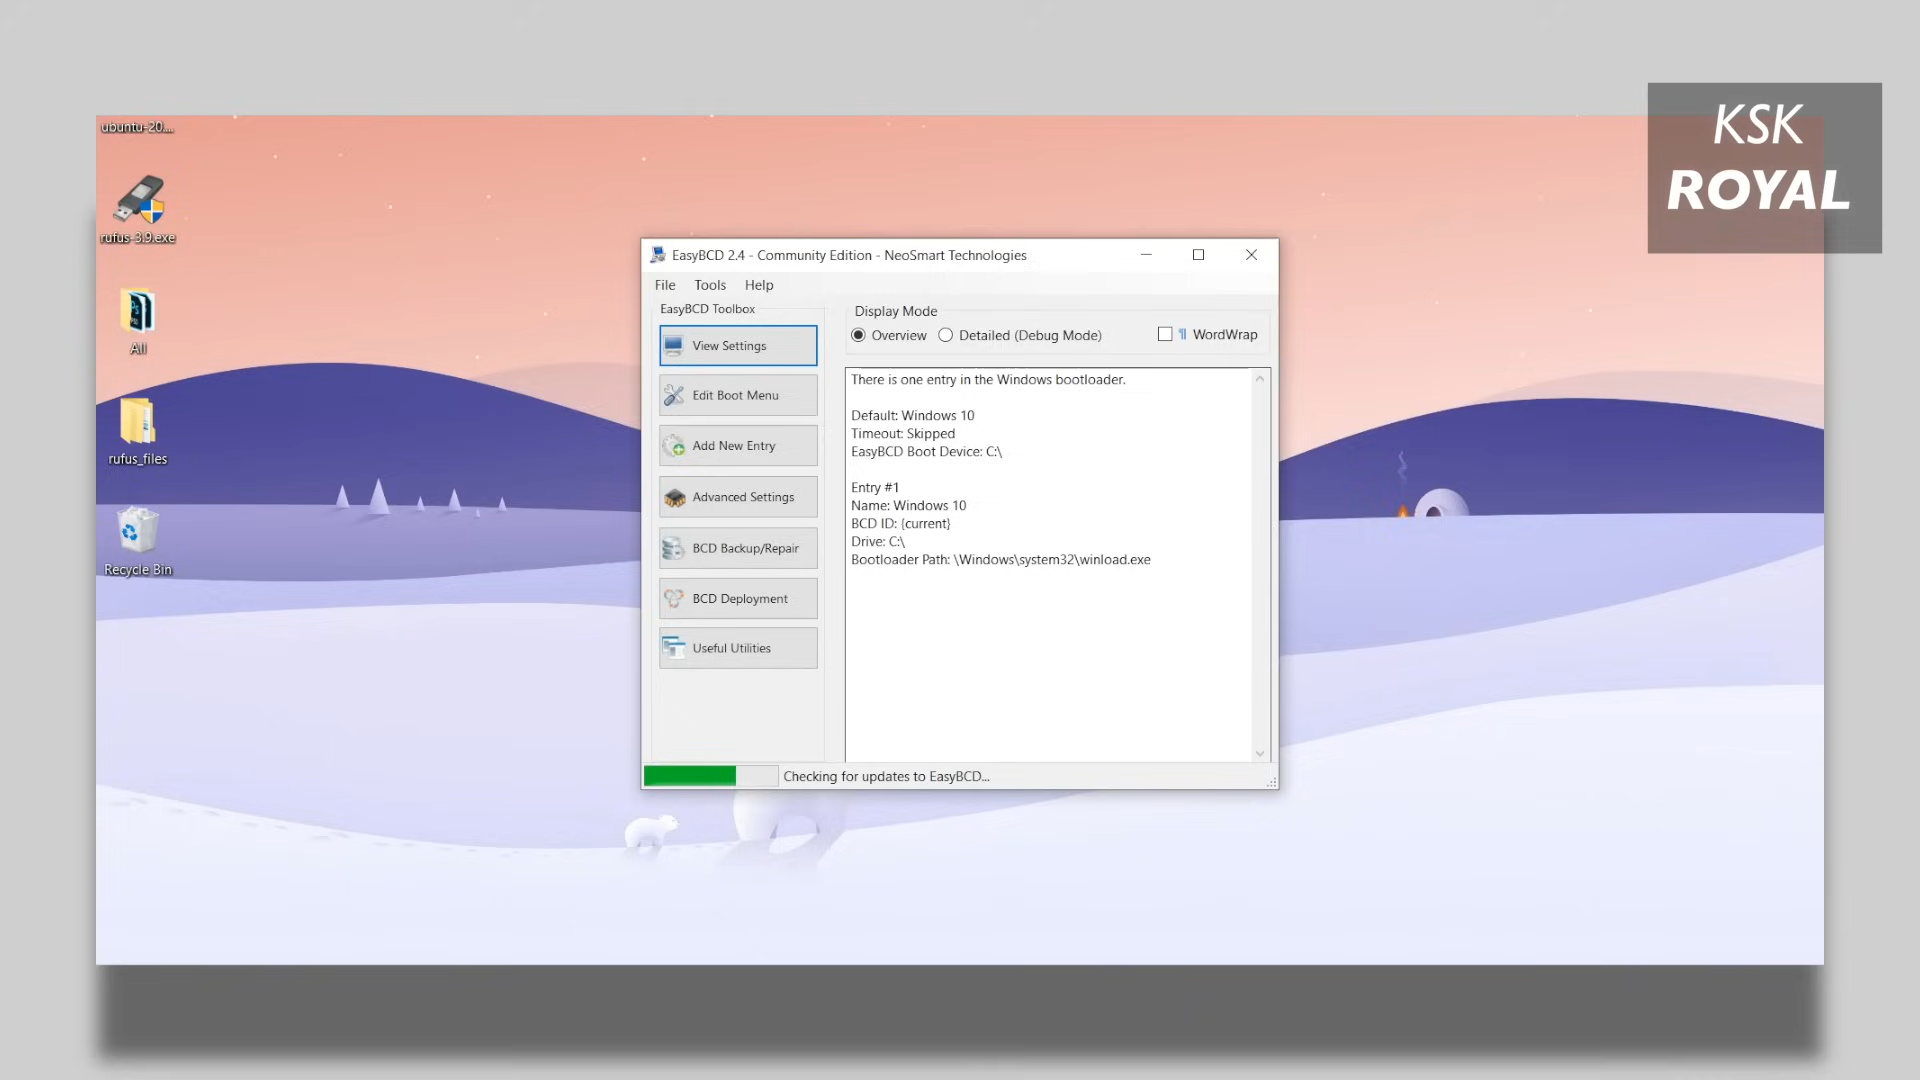 KSK
ROYAL
ubuntu-20....
rufus-3.9.exe
All
rufus_files
Recycle Bin
EasyBCD 2.4 - Community Edition - NeoSmart Technologies
File Tools Help
EasyBCD Toolbox
View Settings
Edit Boot Menu
Add New Entry
Advanced Settings
BCD Backup/Repair
BCD Deployment
Useful Utilities
Display Mode
Overview Detailed (Debug Mode) WordWrap
There is one entry in the Windows bootloader.
Default: Windows 10
Timeout: Skipped
EasyBCD Boot Device: C:\
Entry #1
Name: Windows 10
BCD ID: {current}
Drive: C:\
Bootloader Path: \Windows\system32\winload.exe
Checking for updates to EasyBCD...